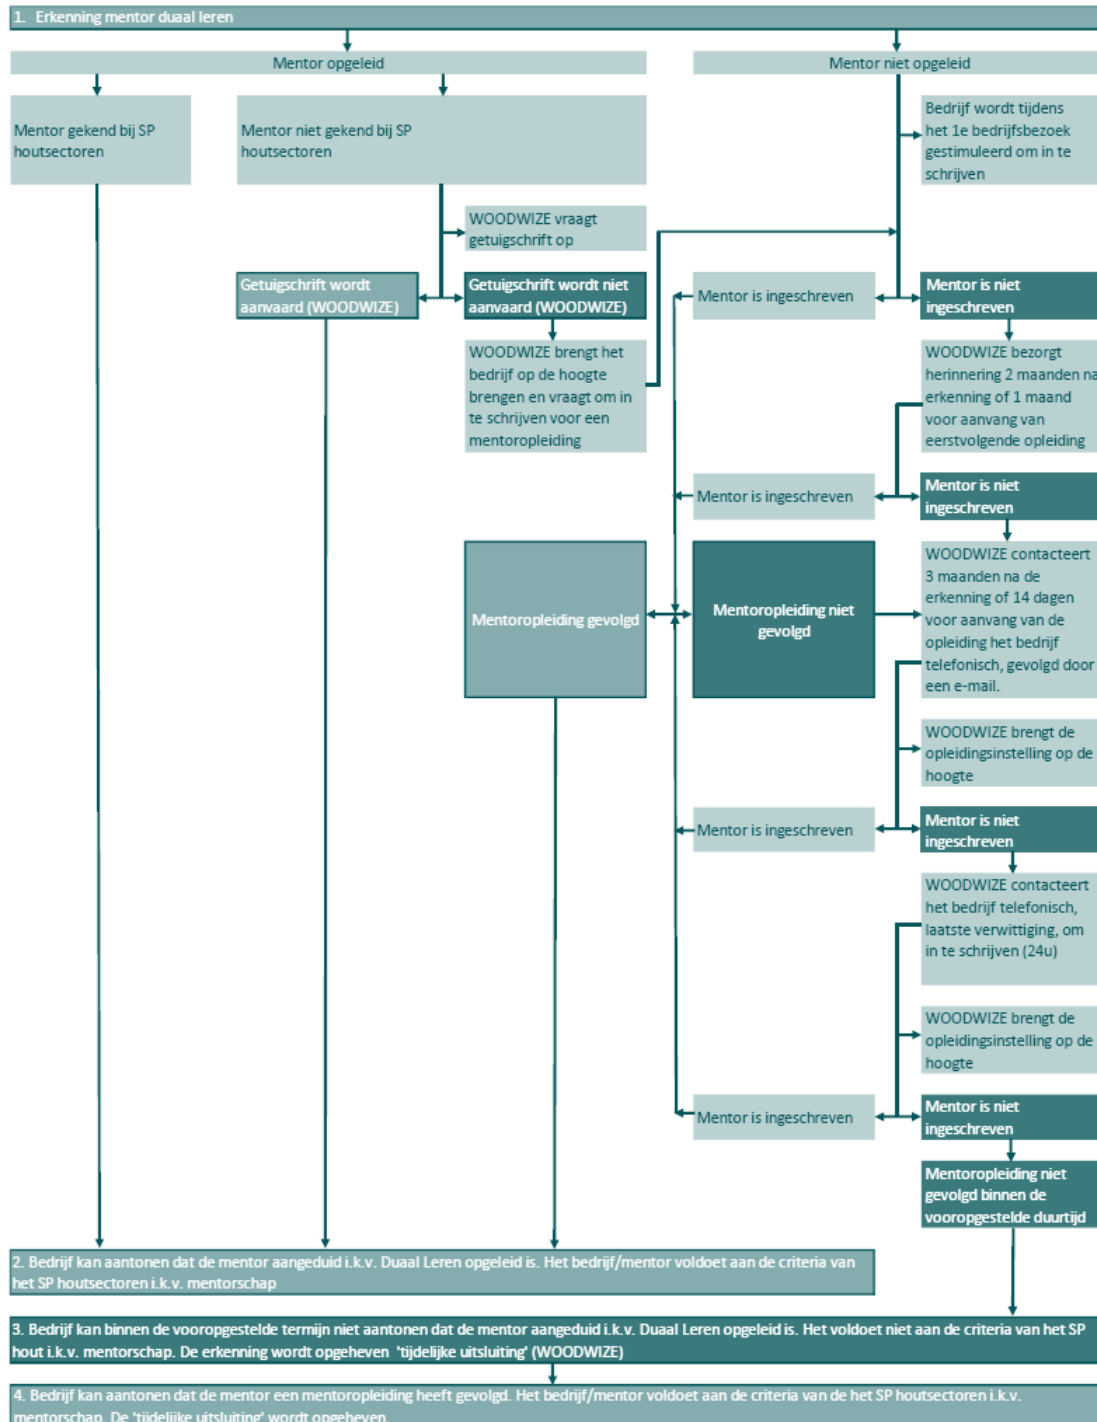 1. Erkenning mentor duaal leren
Mentor opgeleid
Mentor niet opgeleid
Mentor gekend bij SP
houtsectoren
Mentor niet gekend bij SP
houtsectoren
Bedrijf wordt tijdens
het 1e bedrijfsbezoek
gestimuleerd om in te
schrijven
WOODWIZE vraagt
getuigschrift op
Getuigschrift wordt
aanvaard (WOODWIZE)
Getuigschrift wordt niet
aanvaard (WOODWIZE)
Mentor is ingeschreven
Mentor is niet
ingeschreven
WOODWIZE brengt het
bedrijf op de hoogte
brengen en vraagt om in
te schrijven voor een
mentoropleiding
WOODWIZE bezorgt
herinnering 2 maanden na
erkenning of 1 maand
voor aanvang van
eerstvolgende opleiding
Mentor is ingeschreven
Mentor is niet
ingeschreven
Mentoropleiding gevolgd
Mentoropleiding niet
gevolgd
WOODWIZE contacteert
3 maanden na de
erkenning of 14 dagen
voor aanvang van de
opleiding het bedrijf
telefonisch, gevolgd door
een e-mail.
WOODWIZE brengt de
opleidingsinstelling op de
hoogte
Mentor is ingeschreven
Mentor is niet
ingeschreven
WOODWIZE contacteert
het bedrijf telefonisch,
laatste verwittiging, om
in te schrijven (24u)
WOODWIZE brengt de
opleidingsinstelling op de
hoogte
Mentor is ingeschreven
Mentor is niet
ingeschreven
Mentoropleiding niet
gevolgd binnen de
vooropgestelde duurtijd
2. Bedrijf kan aantonen dat de mentor aangeduid i.k.v. Duaal Leren opgeleid is. Het bedrijf/mentor voldoet aan de criteria van
het SP houtsectoren i.k.v. mentorschap
3. Bedrijf kan binnen de vooropgestelde termijn niet aantonen dat de mentor aangeduid i.k.v. Duaal Leren opgeleid is. Het voldoet niet aan de criteria van het SP
hout i.k.v. mentorschap. De erkenning wordt opgeheven 'tijdelijke uitsluiting' (WOODWIZE)
4. Bedrijf kan aantonen dat de mentor een mentoropleiding heeft gevolgd. Het bedrijf/mentor voldoet aan de criteria van de het SP houtsectoren i.k.v.
mentorschap. De 'tijdelijke uitsluiting' wordt opgeheven.